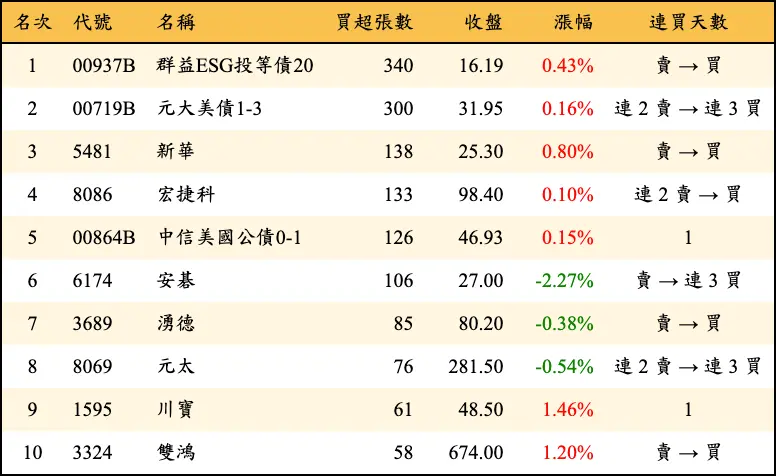 名次 代號 名稱 買超張數 收盤 漲幅 連買天數
1 00937B 群益ESG投等債20 340 16.19 0.43% 賣 → 買
2 00719B 元大美債1-3 300 31.95 0.16% 連 2 賣 → 連 3 買
3 5481 新華 138 25.30 0.80% 賣 → 買
4 8086 宏捷科 133 98.40 0.10% 連 2 賣 → 買
5 00864B 中信美國公債0-1 126 46.93 0.15% 1
6 6174 安碁 106 27.00 -2.27% 賣 → 連 3 買
7 3689 湧德 85 80.20 -0.38% 賣 → 買
8 8069 元太 76 281.50 -0.54% 連 2 賣 → 連 3 買
9 1595 川寶 61 48.50 1.46% 1
10 3324 雙鴻 58 674.00 1.20% 賣 → 買